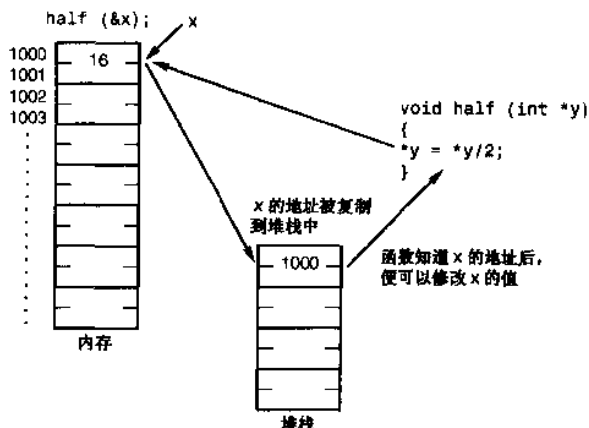 half (&x);
x
1000
1001
1002
1003
16
void half (int *y)
{
*y = *y/2;
}
x 的地址被复制
到堆栈中
1000
函数知道 x 的地址后，
便可以修改 x 的值
内存
堆栈